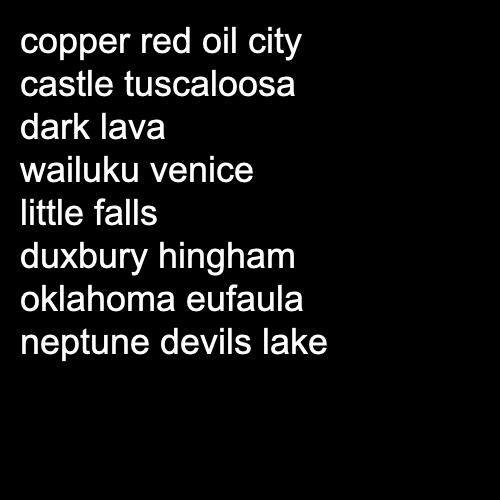 copper red oil city
castle tuscaloosa
dark lava
wailuku venice
little falls
duxbury hingham
oklahoma eufaula
neptune devils lake